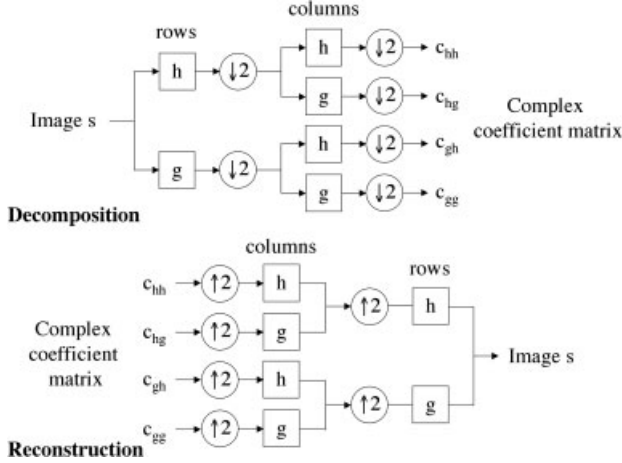 columns
rows
h ↓2 h ↓2 c_hh
g ↓2 c_hg
Image s
Complex
coefficient matrix
h ↓2 c_gh
g ↓2 g ↓2 c_gg
Decomposition
columns
rows
c_hh ↑2 h ↑2 h
c_hg ↑2 g
Complex
coefficient
matrix
Image s
c_gh ↑2 h ↑2 g
c_gg ↑2 g
Reconstruction